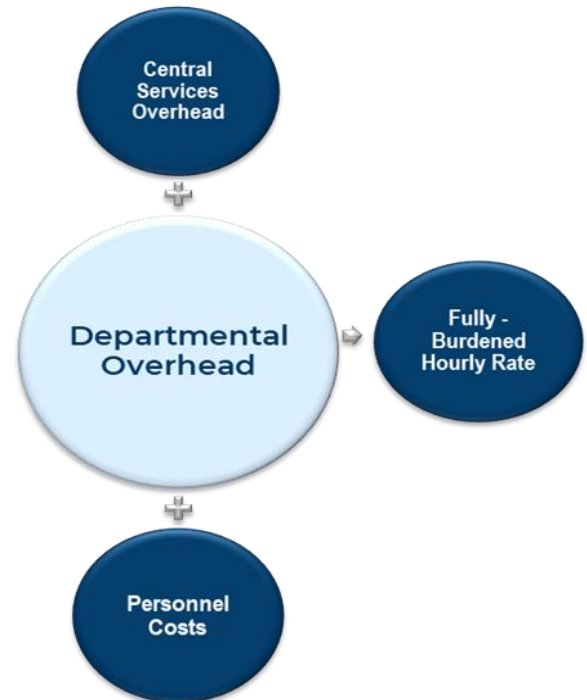 Central
Services
Overhead
+
Departmental
Overhead
Fully -
Burdened
Hourly Rate
+
Personnel
Costs